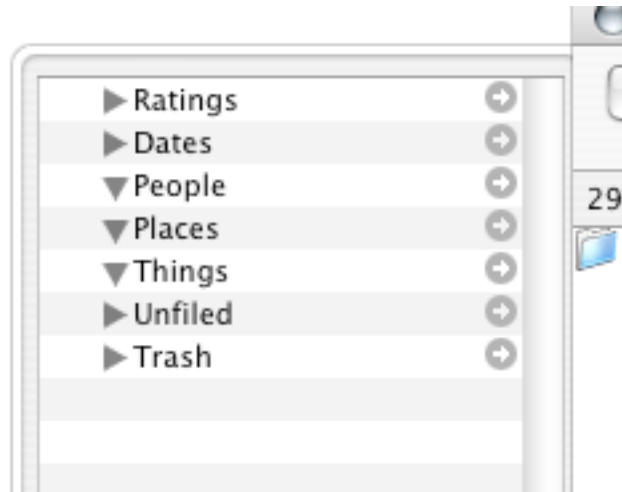 Ratings
Dates
People
29
Places
Things
Unfiled
Trash